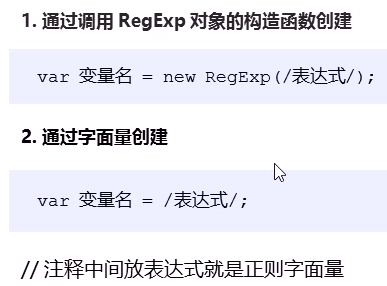 1. 通过调用 RegExp 对象的构造函数创建
var 变量名 = new RegExp(/表达式/);
2. 通过字面量创建
var 变量名 = /表达式/;
// 注释中间放表达式就是正则字面量